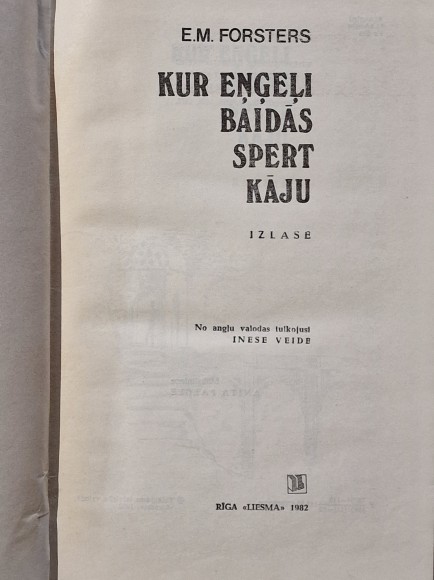 E.M. FORSTERS
KUR EŅĢEĻI
BAIDĀS
SPERT
KĀJU
IZLASE
No angļu valodas tulkojusi
INESE VEIDE
RĪGA «LIESMA» 1982